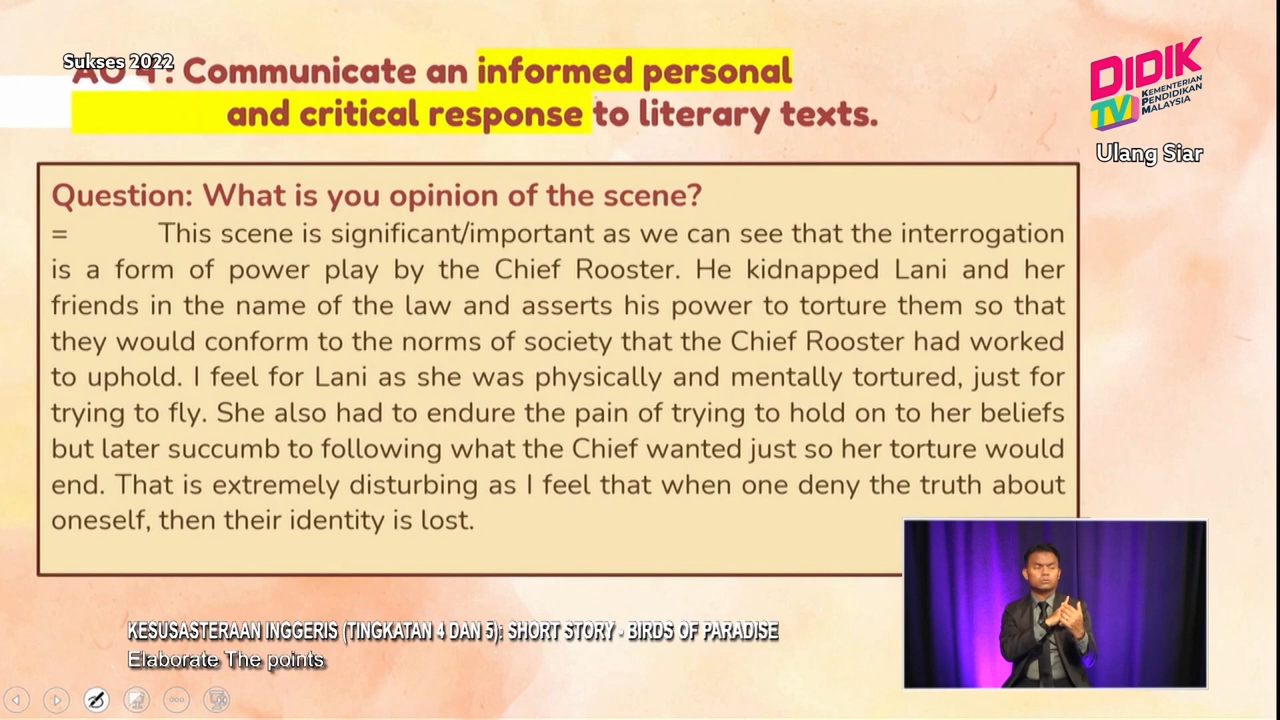 Sukses 2022
AO 4 : Communicate an informed personal
and critical response to literary texts.
DIDIK
TV
KEMENTERIAN
PENDIDIKAN
MALAYSIA
Ulang Siar
Question: What is you opinion of the scene?
= This scene is significant/important as we can see that the interrogation
is a form of power play by the Chief Rooster. He kidnapped Lani and her
friends in the name of the law and asserts his power to torture them so that
they would conform to the norms of society that the Chief Rooster had worked
to uphold. I feel for Lani as she was physically and mentally tortured, just for
trying to fly. She also had to endure the pain of trying to hold on to her beliefs
but later succumb to following what the Chief wanted just so her torture would
end. That is extremely disturbing as I feel that when one deny the truth about
oneself, then their identity is lost.
KESUSASTERAAN INGGERIS (TINGKATAN 4 DAN 5): SHORT STORY - BIRDS OF PARADISE
Elaborate The points